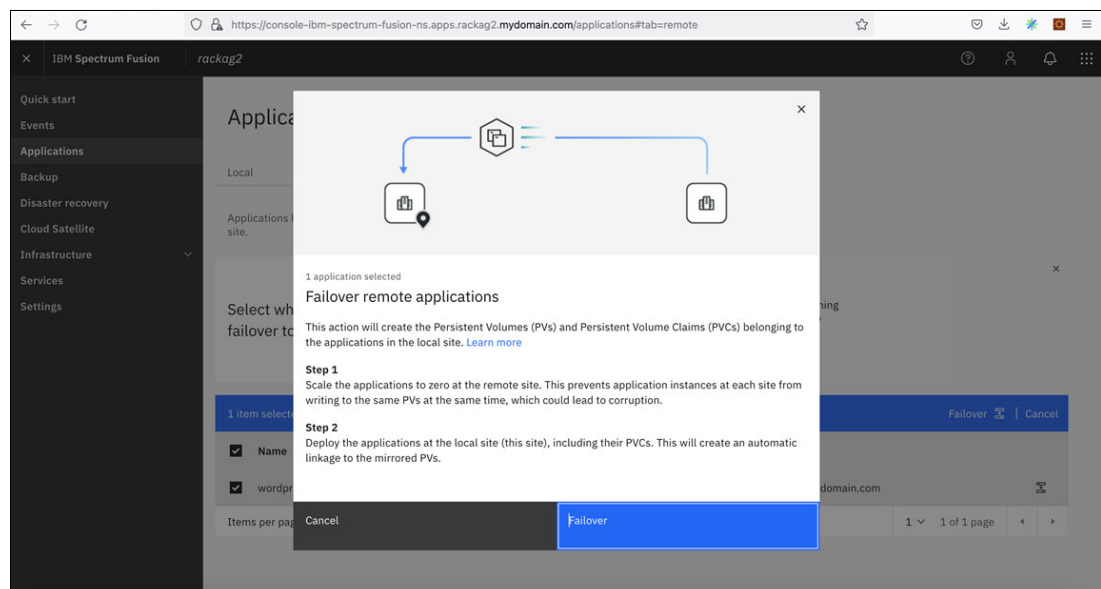 https://console-ibm-spectrum-fusion-ns.apps.rackag2.mydomain.com/applications#tab=remote
IBM Spectrum Fusion
rackag2
Quick start
Events
Applications
Backup
Disaster recovery
Cloud Satellite
Infrastructure
Services
Settings
Applica
Local
Applications
site.
Select wh
failover to
1 item selecte
Failover | Cancel
Name
wordpr
domain.com
Items per pag
1 1 of 1 page
1 application selected
Failover remote applications
This action will create the Persistent Volumes (PVs) and Persistent Volume Claims (PVCs) belonging to
the applications in the local site. Learn more
Step 1
Scale the applications to zero at the remote site. This prevents application instances at each site from
writing to the same PVs at the same time, which could lead to corruption.
Step 2
Deploy the applications at the local site (this site), including their PVCs. This will create an automatic
linkage to the mirrored PVs.
Cancel
Failover